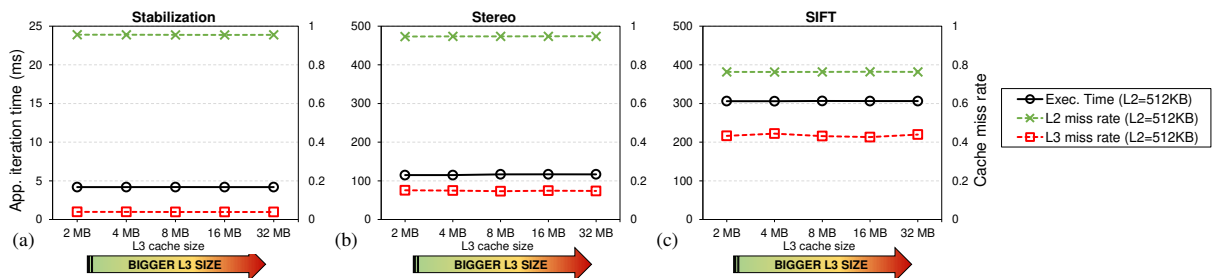 Stabilization
Stereo
SIFT
App. iteration time (ms)
25
20
15
10
5
0
1
0.8
0.6
0.4
0.2
0
2 MB 4 MB 8 MB 16 MB 32 MB
L3 cache size
(a)
BIGGER L3 SIZE
500
400
300
200
100
0
1
0.8
0.6
0.4
0.2
0
2 MB 4 MB 8 MB 16 MB 32 MB
L3 cache size
(b)
BIGGER L3 SIZE
500
400
300
200
100
0
1
0.8
0.6
0.4
0.2
0
2 MB 4 MB 8 MB 16 MB 32 MB
L3 cache size
(c)
BIGGER L3 SIZE
Cache miss rate
Exec. Time (L2=512KB)
L2 miss rate (L2=512KB)
L3 miss rate (L2=512KB)